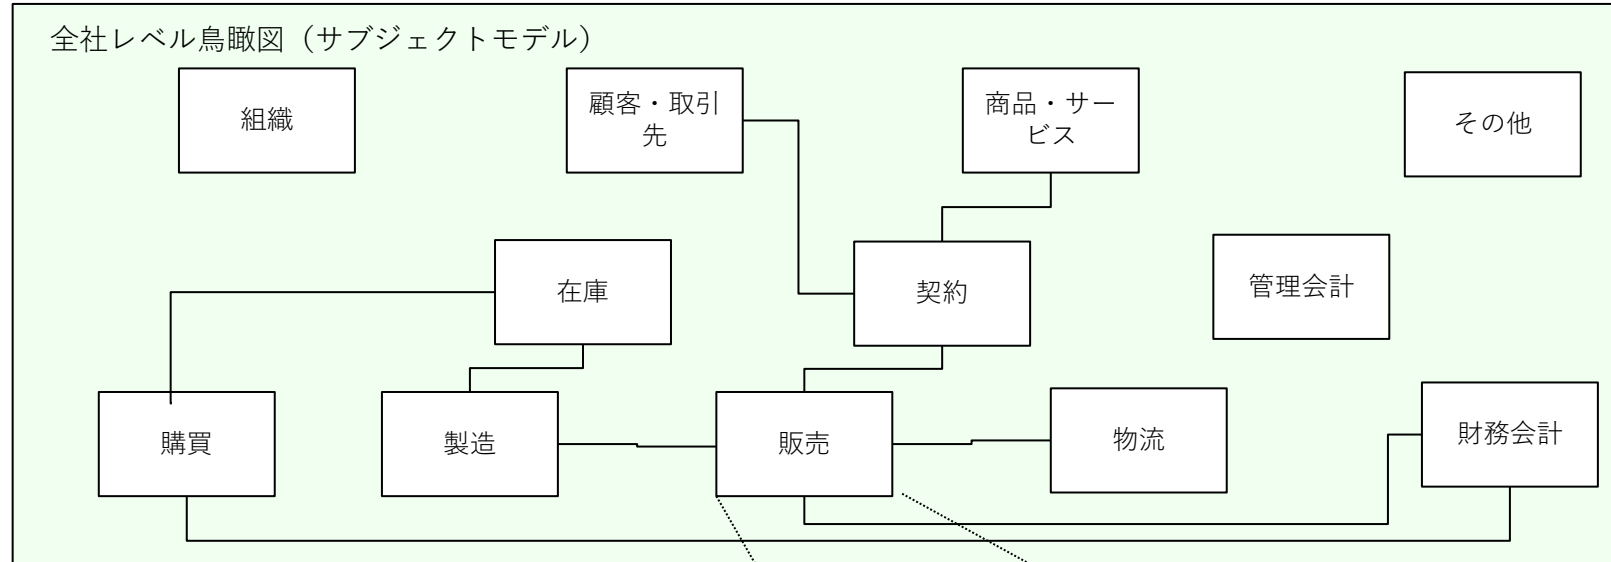 全社レベル鳥瞰図（サブジェクトモデル）
組織
顧客・取引
先
商品・サー
ビス
その他
在庫
契約
管理会計
購買
製造
販売
物流
財務会計